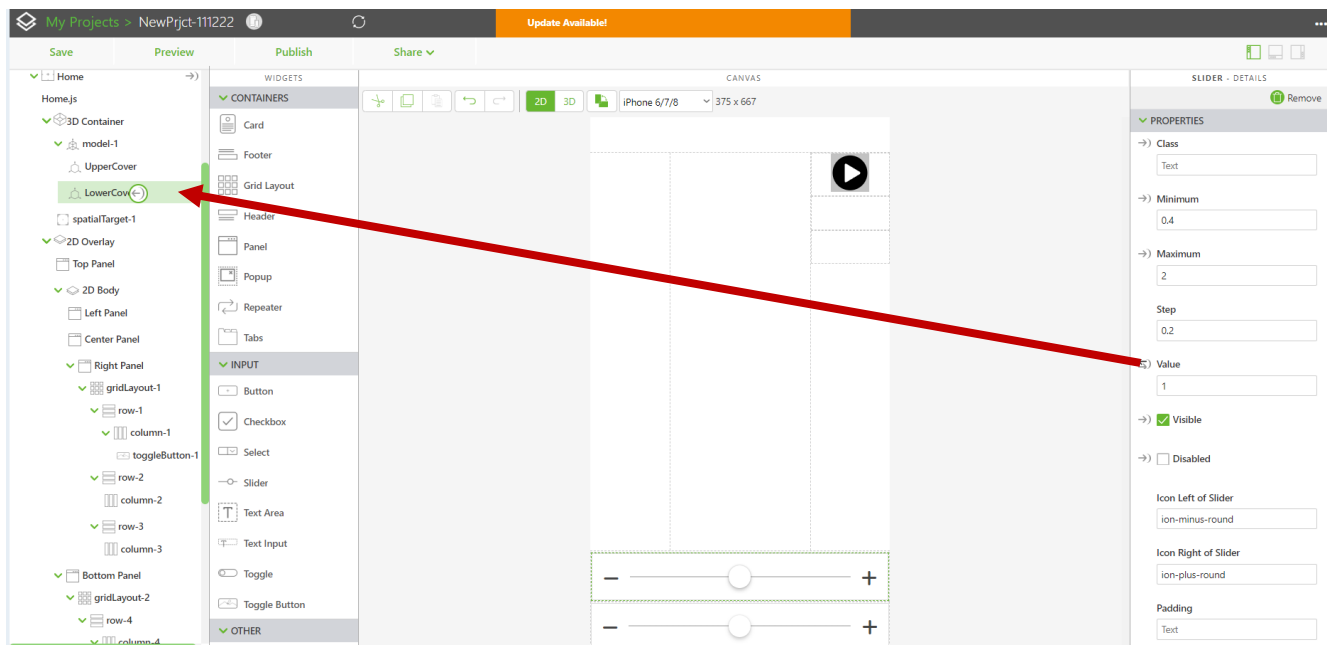 My Projects > NewPrjct-111222
Update Available!
Save Preview Publish Share
Home
Home.js
3D Container
model-1
UpperCover
LowerCov
spatialTarget-1
2D Overlay
Top Panel
2D Body
Left Panel
Center Panel
Right Panel
gridLayout-1
row-1
column-1
toggleButton-1
row-2
column-2
row-3
column-3
Bottom Panel
gridLayout-2
row-4
column-4
WIDGETS
CONTAINERS
Card
Footer
Grid Layout
Header
Panel
Popup
Repeater
Tabs
INPUT
Button
Checkbox
Select
Slider
Text Area
Text Input
Toggle
Toggle Button
OTHER
CANVAS
2D 3D iPhone 6/7/8 375 x 667
SLIDER - DETAILS
Remove
PROPERTIES
Class
Text
Minimum
0.4
Maximum
2
Step
0.2
Value
1
Visible
Disabled
Icon Left of Slider
ion-minus-round
Icon Right of Slider
ion-plus-round
Padding
Text